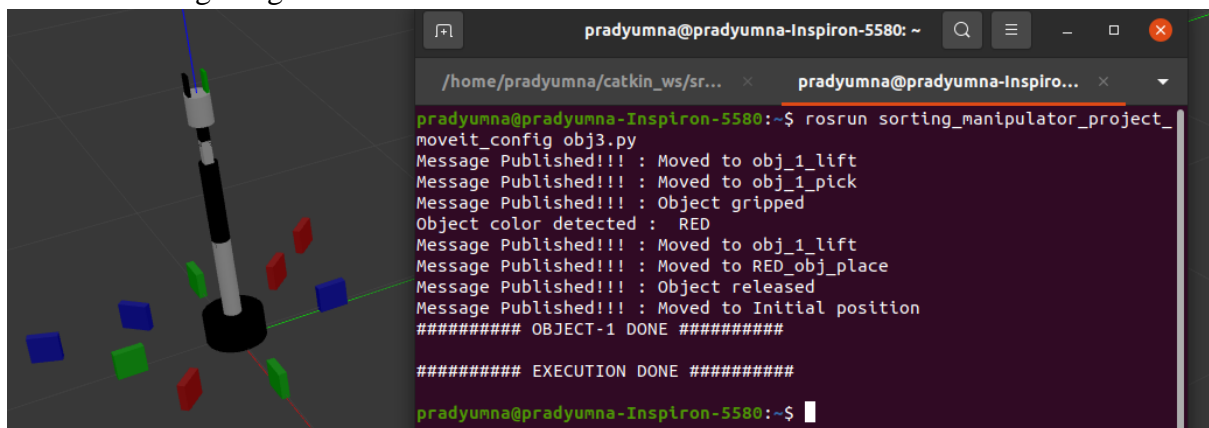 pradyumna@pradyumna-Inspiron-5580: ~
/home/pradyumna/catkin_ws/sr...
pradyumna@pradyumna-Inspiro...
pradyumna@pradyumna-Inspiron-5580:~$ rosrun sorting_manipulator_project_
moveit_config obj3.py
Message Published!!! : Moved to obj_1_lift
Message Published!!! : Moved to obj_1_pick
Message Published!!! : Object gripped
Object color detected :  RED
Message Published!!! : Moved to obj_1_lift
Message Published!!! : Moved to RED_obj_place
Message Published!!! : Object released
Message Published!!! : Moved to Initial position
########## OBJECT-1 DONE ##########
########## EXECUTION DONE ##########
pradyumna@pradyumna-Inspiron-5580:~$